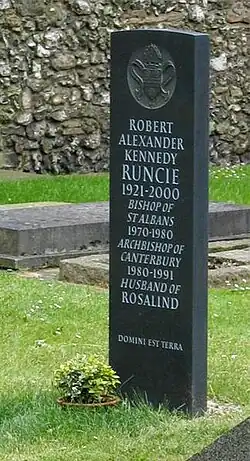 ROBERT
ALEXANDER
KENNEDY
RUNCIE
1921-2000
BISHOP OF
ST ALBANS
1970-1980
ARCHBISHOP OF
CANTERBURY
1980-1991
HUSBAND OF
ROSALIND
DOMINI EST TERRA